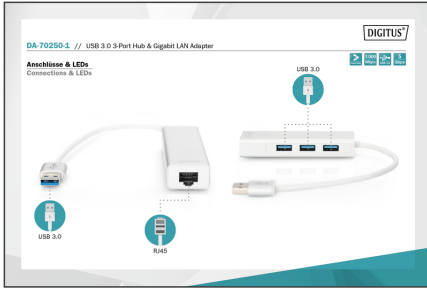 DIGITUS®
DA-70250-1 // USB 3.0 3-Port Hub & Gigabit LAN Adapter
Anschlüsse & LEDs
Connections & LEDs
USB 3.0
USB 3.0
RJ45